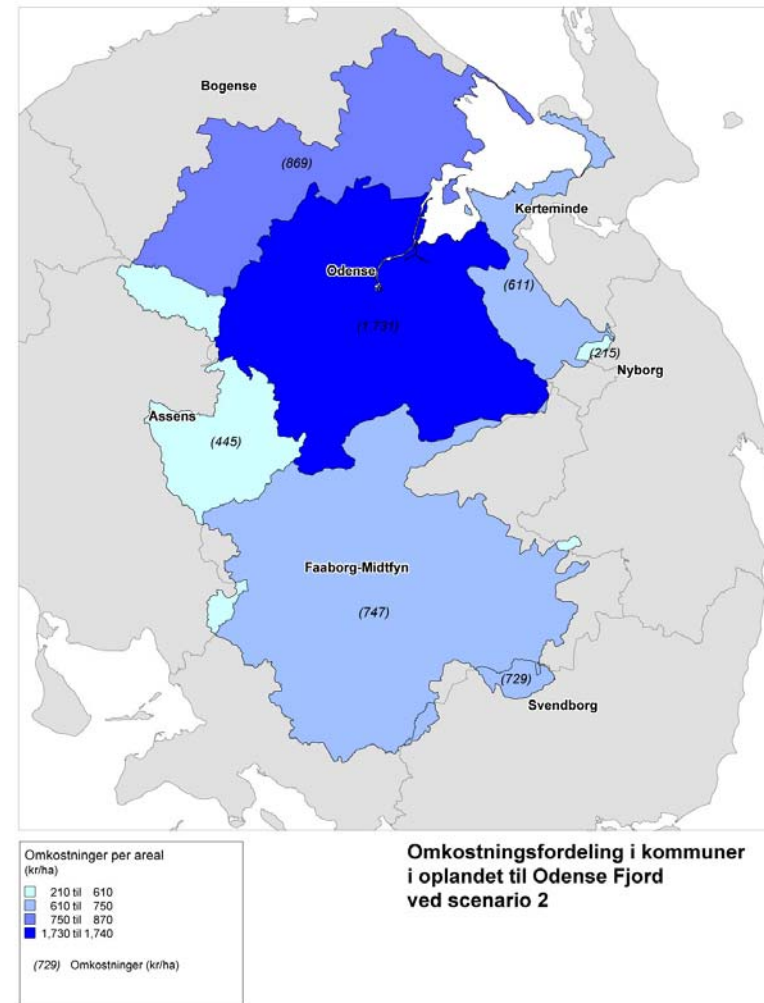 Bogense
(869)
Kerteminde
Odense
(611)
(1.731)
(215)
Nyborg
Assens
(445)
Faaborg-Midtfyn
(747)
(729)
Svendborg
Omkostninger per areal
(kr/ha)
210 til 610
610 til 750
750 til 870
1,730 til 1,740
(729) Omkostninger (kr/ha)
Omkostningsfordeling i kommuner
i oplandet til Odense Fjord
ved scenario 2